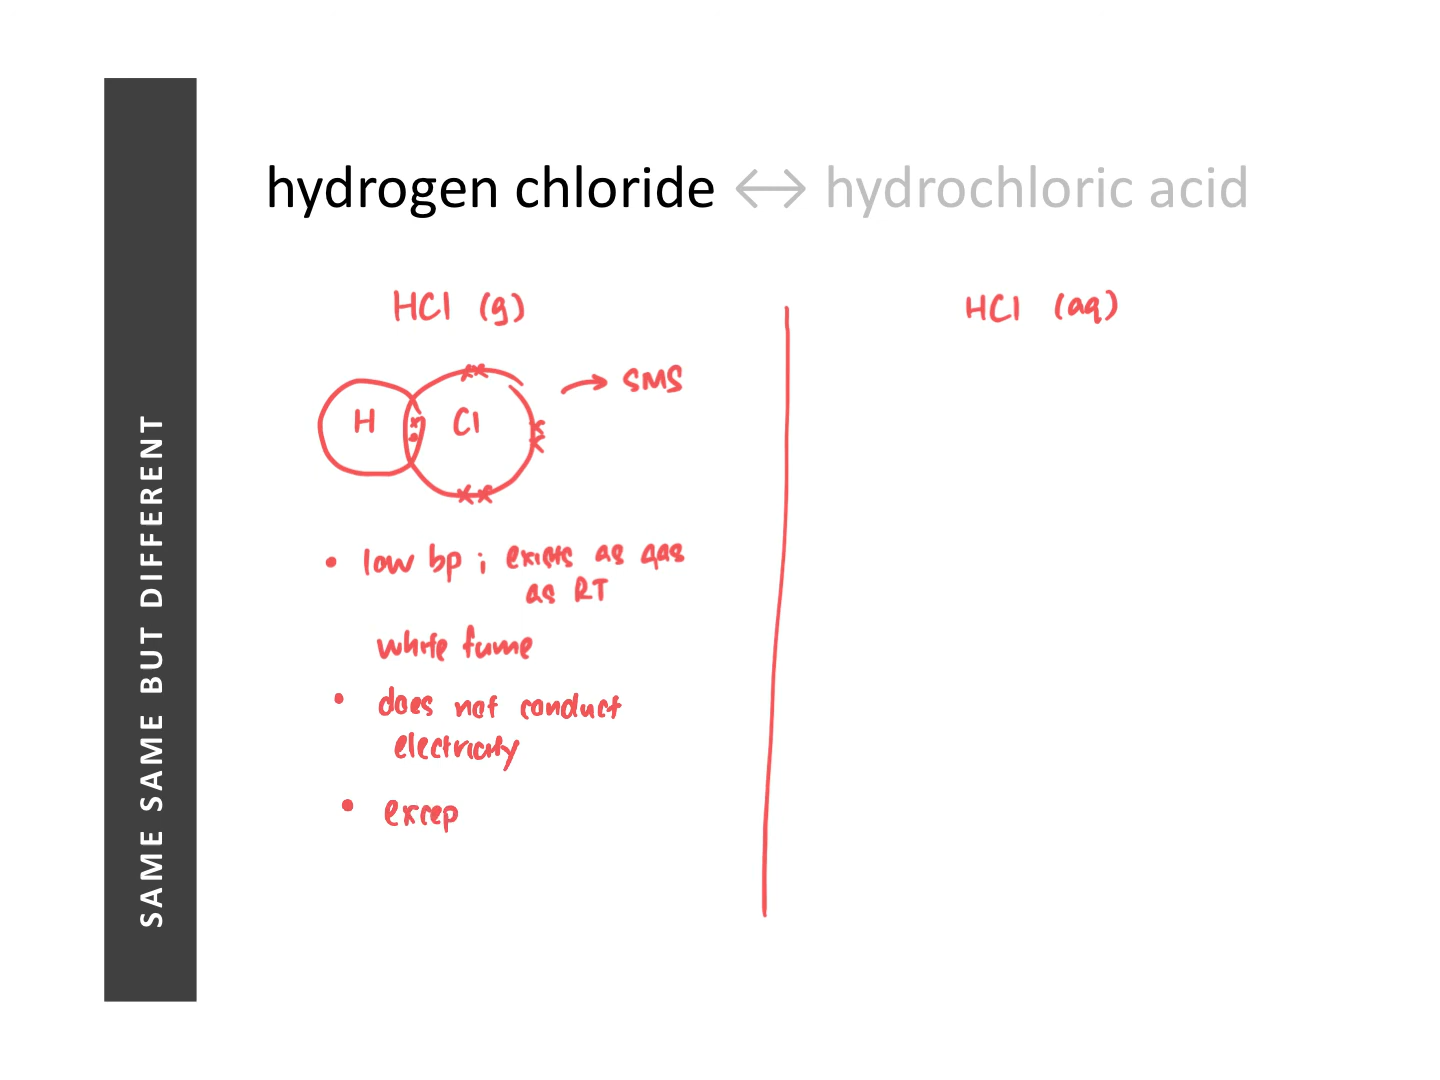 SAME SAME BUT DIFFERENT
hydrogen chloride ↔ hydrochloric acid
HCl (g)
HCl (aq)
H Cl
SMS
• low bp ; exists as gas
as RT
white fume
• does not conduct
electricity
• excep